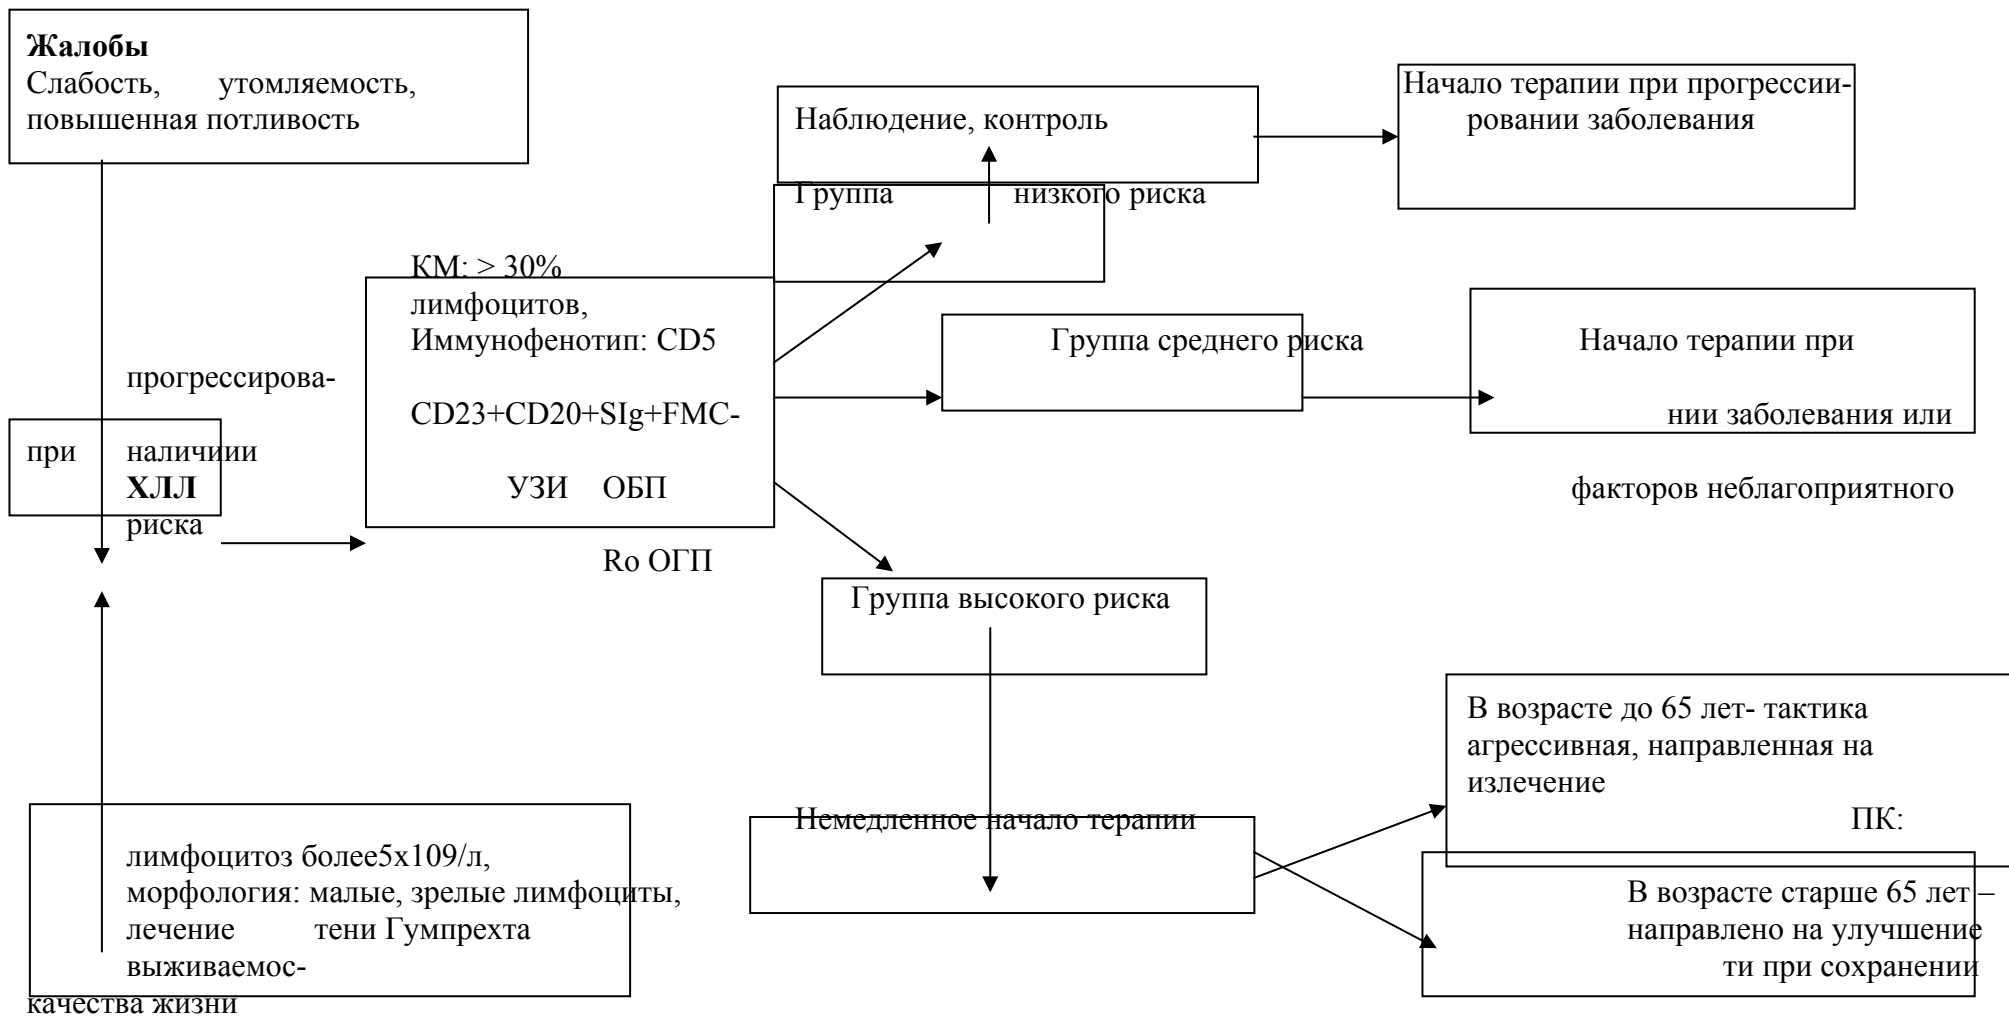 Жалобы
Слабость, утомляемость,
повышенная потливость
Наблюдение, контроль
Начало терапии при прогрессии-
ровании заболевания
Группа низкого риска
КМ: > 30%
лимфоцитов,
Иммунофенотип: CD5
Группа среднего риска
Начало терапии при
прогрессирова-
CD23+CD20+SIg+FMC-
нии заболевания или
при наличиии
ХЛЛ
УЗИ ОБП
факторов неблагоприятного
риска
Ro ОГП
Группа высокого риска
В возрасте до 65 лет- тактика
агрессивная, направленная на
излечение
Немедленное начало терапии
ПК:
лимфоцитоз более5х109/л,
морфология: малые, зрелые лимфоциты,
В возрасте старше 65 лет –
лечение тени Гумпрехта
направлено на улучшение
выживаемос-
ти при сохранении
качества жизни